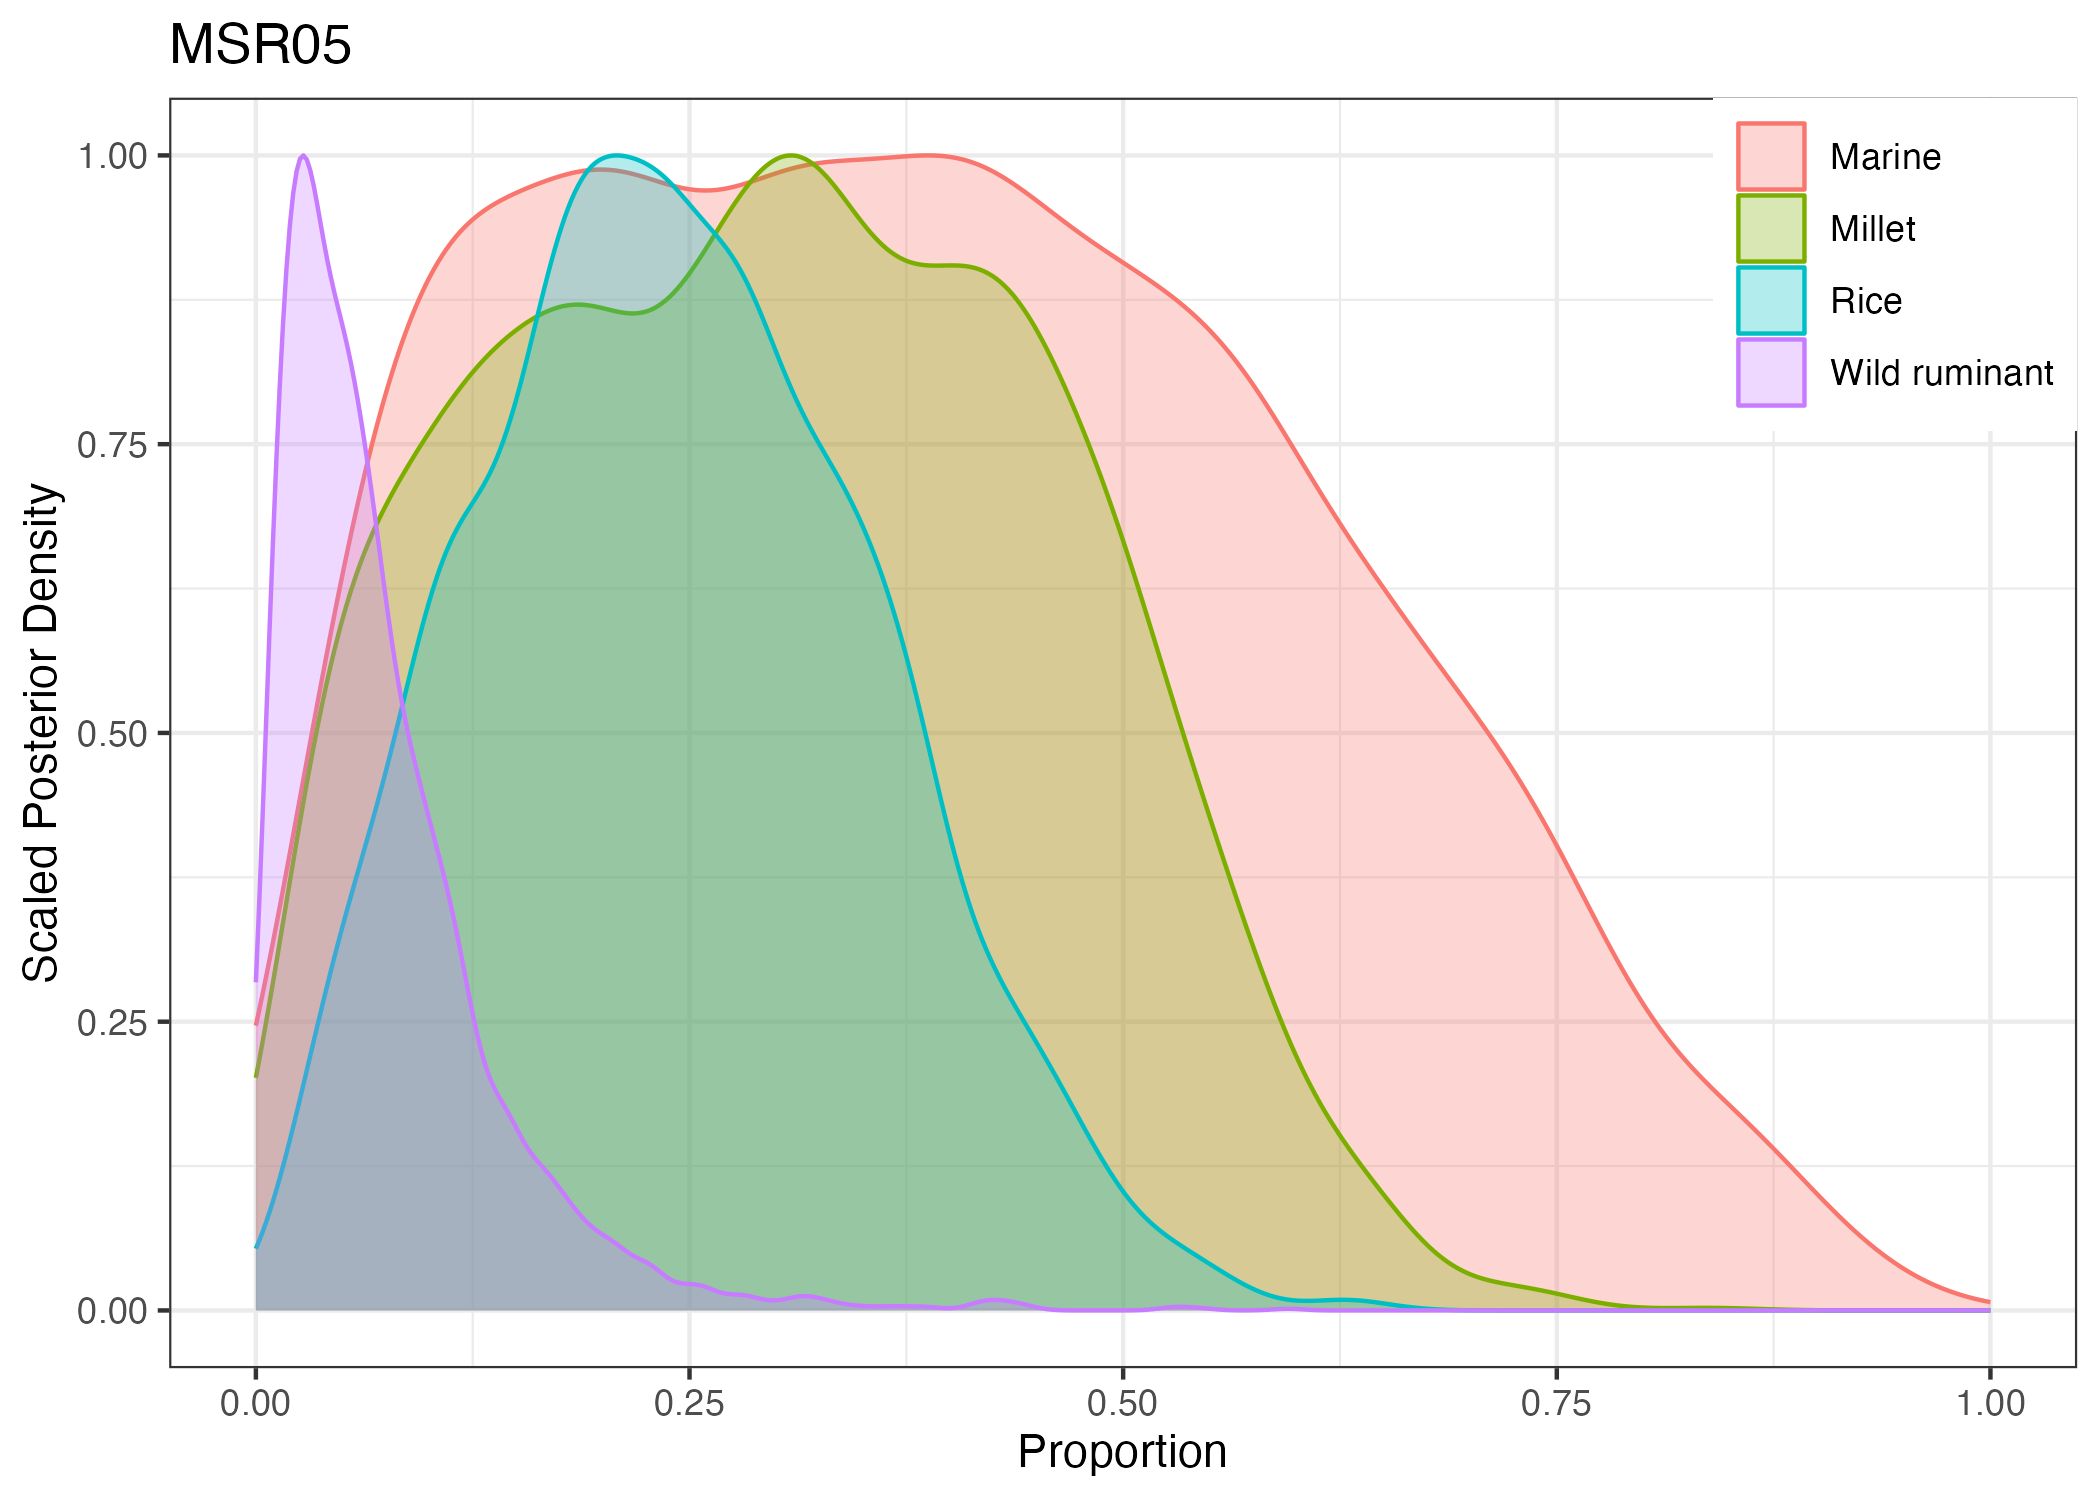 MSR05
Marine
Millet
Rice
Wild ruminant
Scaled Posterior Density
1.00
0.75
0.50
0.25
0.00
0.00 0.25 0.50 0.75 1.00
Proportion